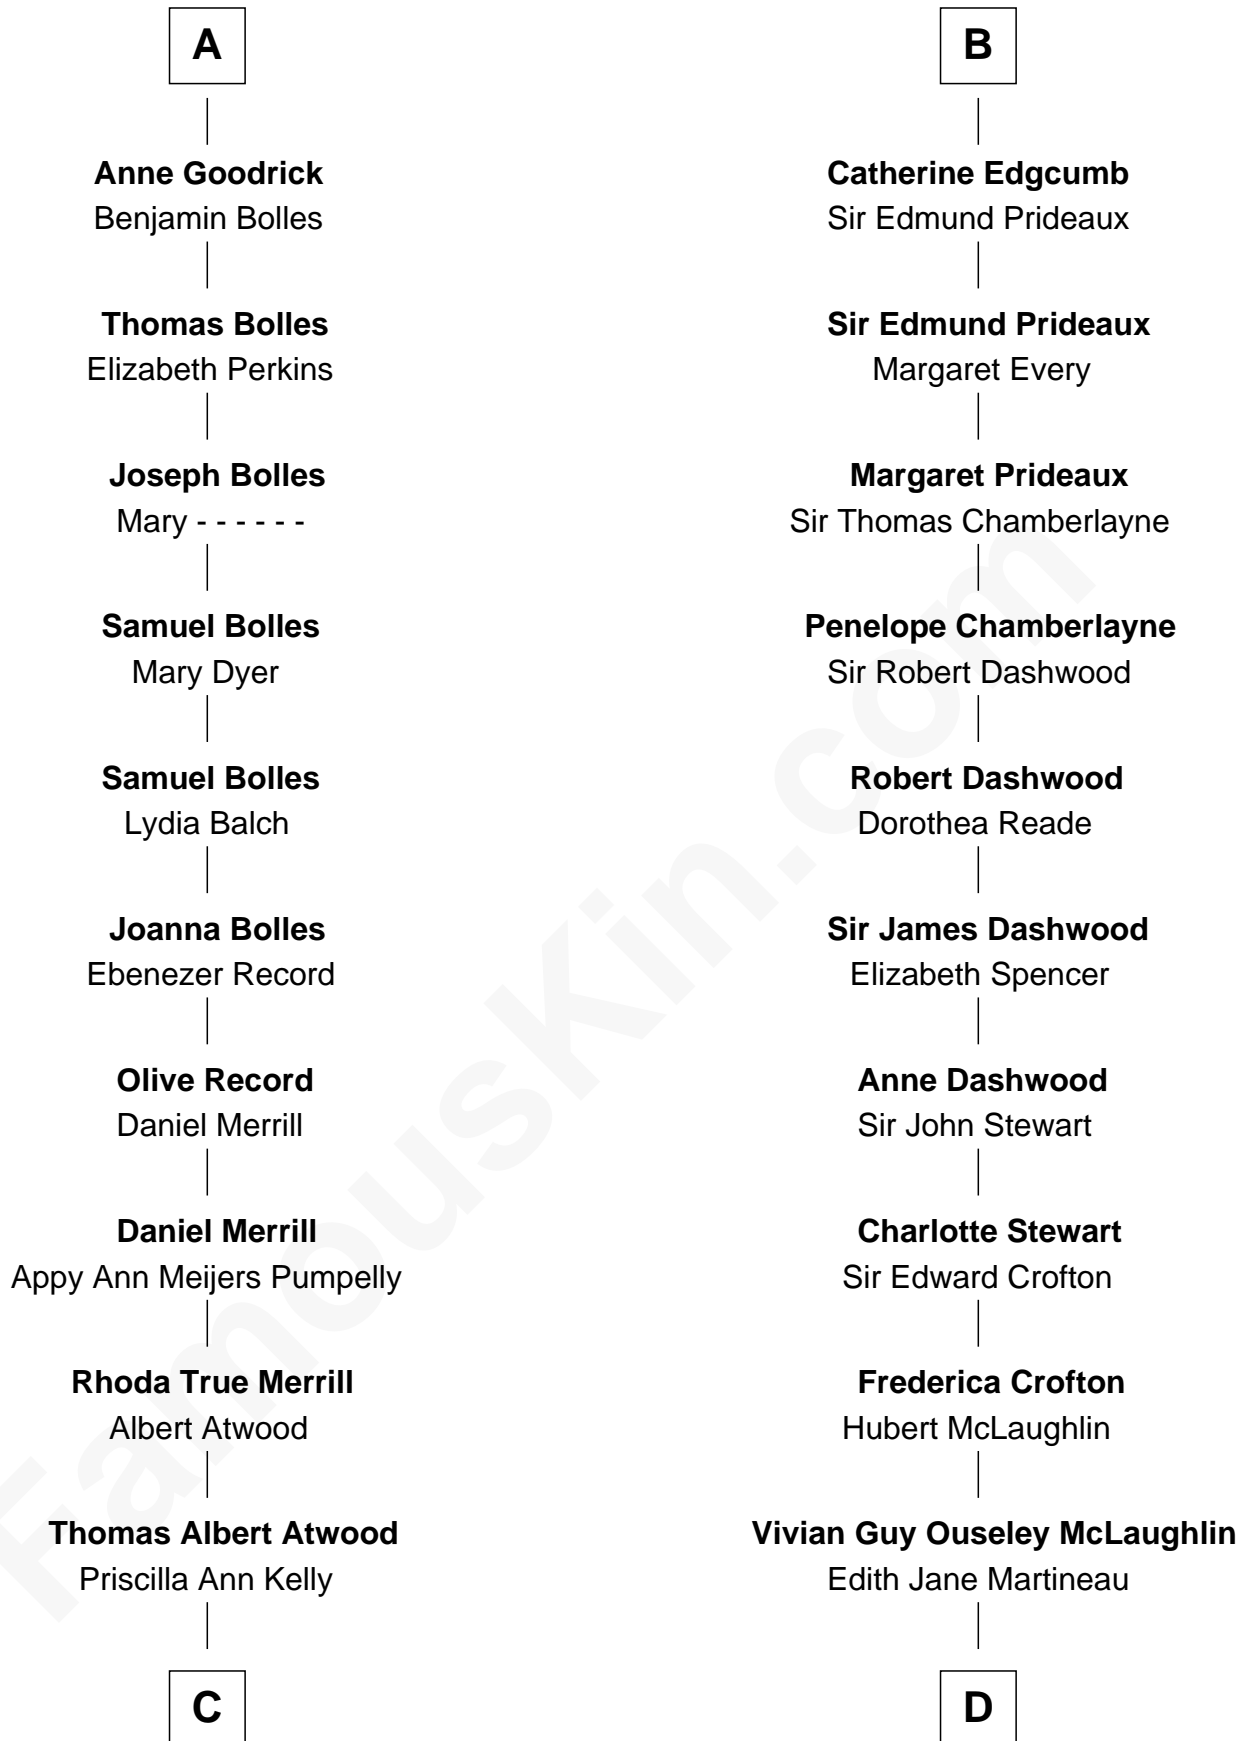 A
Anne Goodrick
Benjamin Bolles
Thomas Bolles
Elizabeth Perkins
Joseph Bolles
Mary - - - - - -
Samuel Bolles
Mary Dyer
Samuel Bolles
Lydia Balch
Joanna Bolles
Ebenezer Record
Olive Record
Daniel Merrill
Daniel Merrill
Appy Ann Meijers Pumpelly
Rhoda True Merrill
Albert Atwood
Thomas Albert Atwood
Priscilla Ann Kelly
C
B
Catherine Edgcumb
Sir Edmund Prideaux
Sir Edmund Prideaux
Margaret Every
Margaret Prideaux
Sir Thomas Chamberlayne
Penelope Chamberlayne
Sir Robert Dashwood
Robert Dashwood
Dorothea Reade
Sir James Dashwood
Elizabeth Spencer
Anne Dashwood
Sir John Stewart
Charlotte Stewart
Sir Edward Crofton
Frederica Crofton
Hubert McLaughlin
Vivian Guy Ouseley McLaughlin
Edith Jane Martineau
D
FamousKin.com